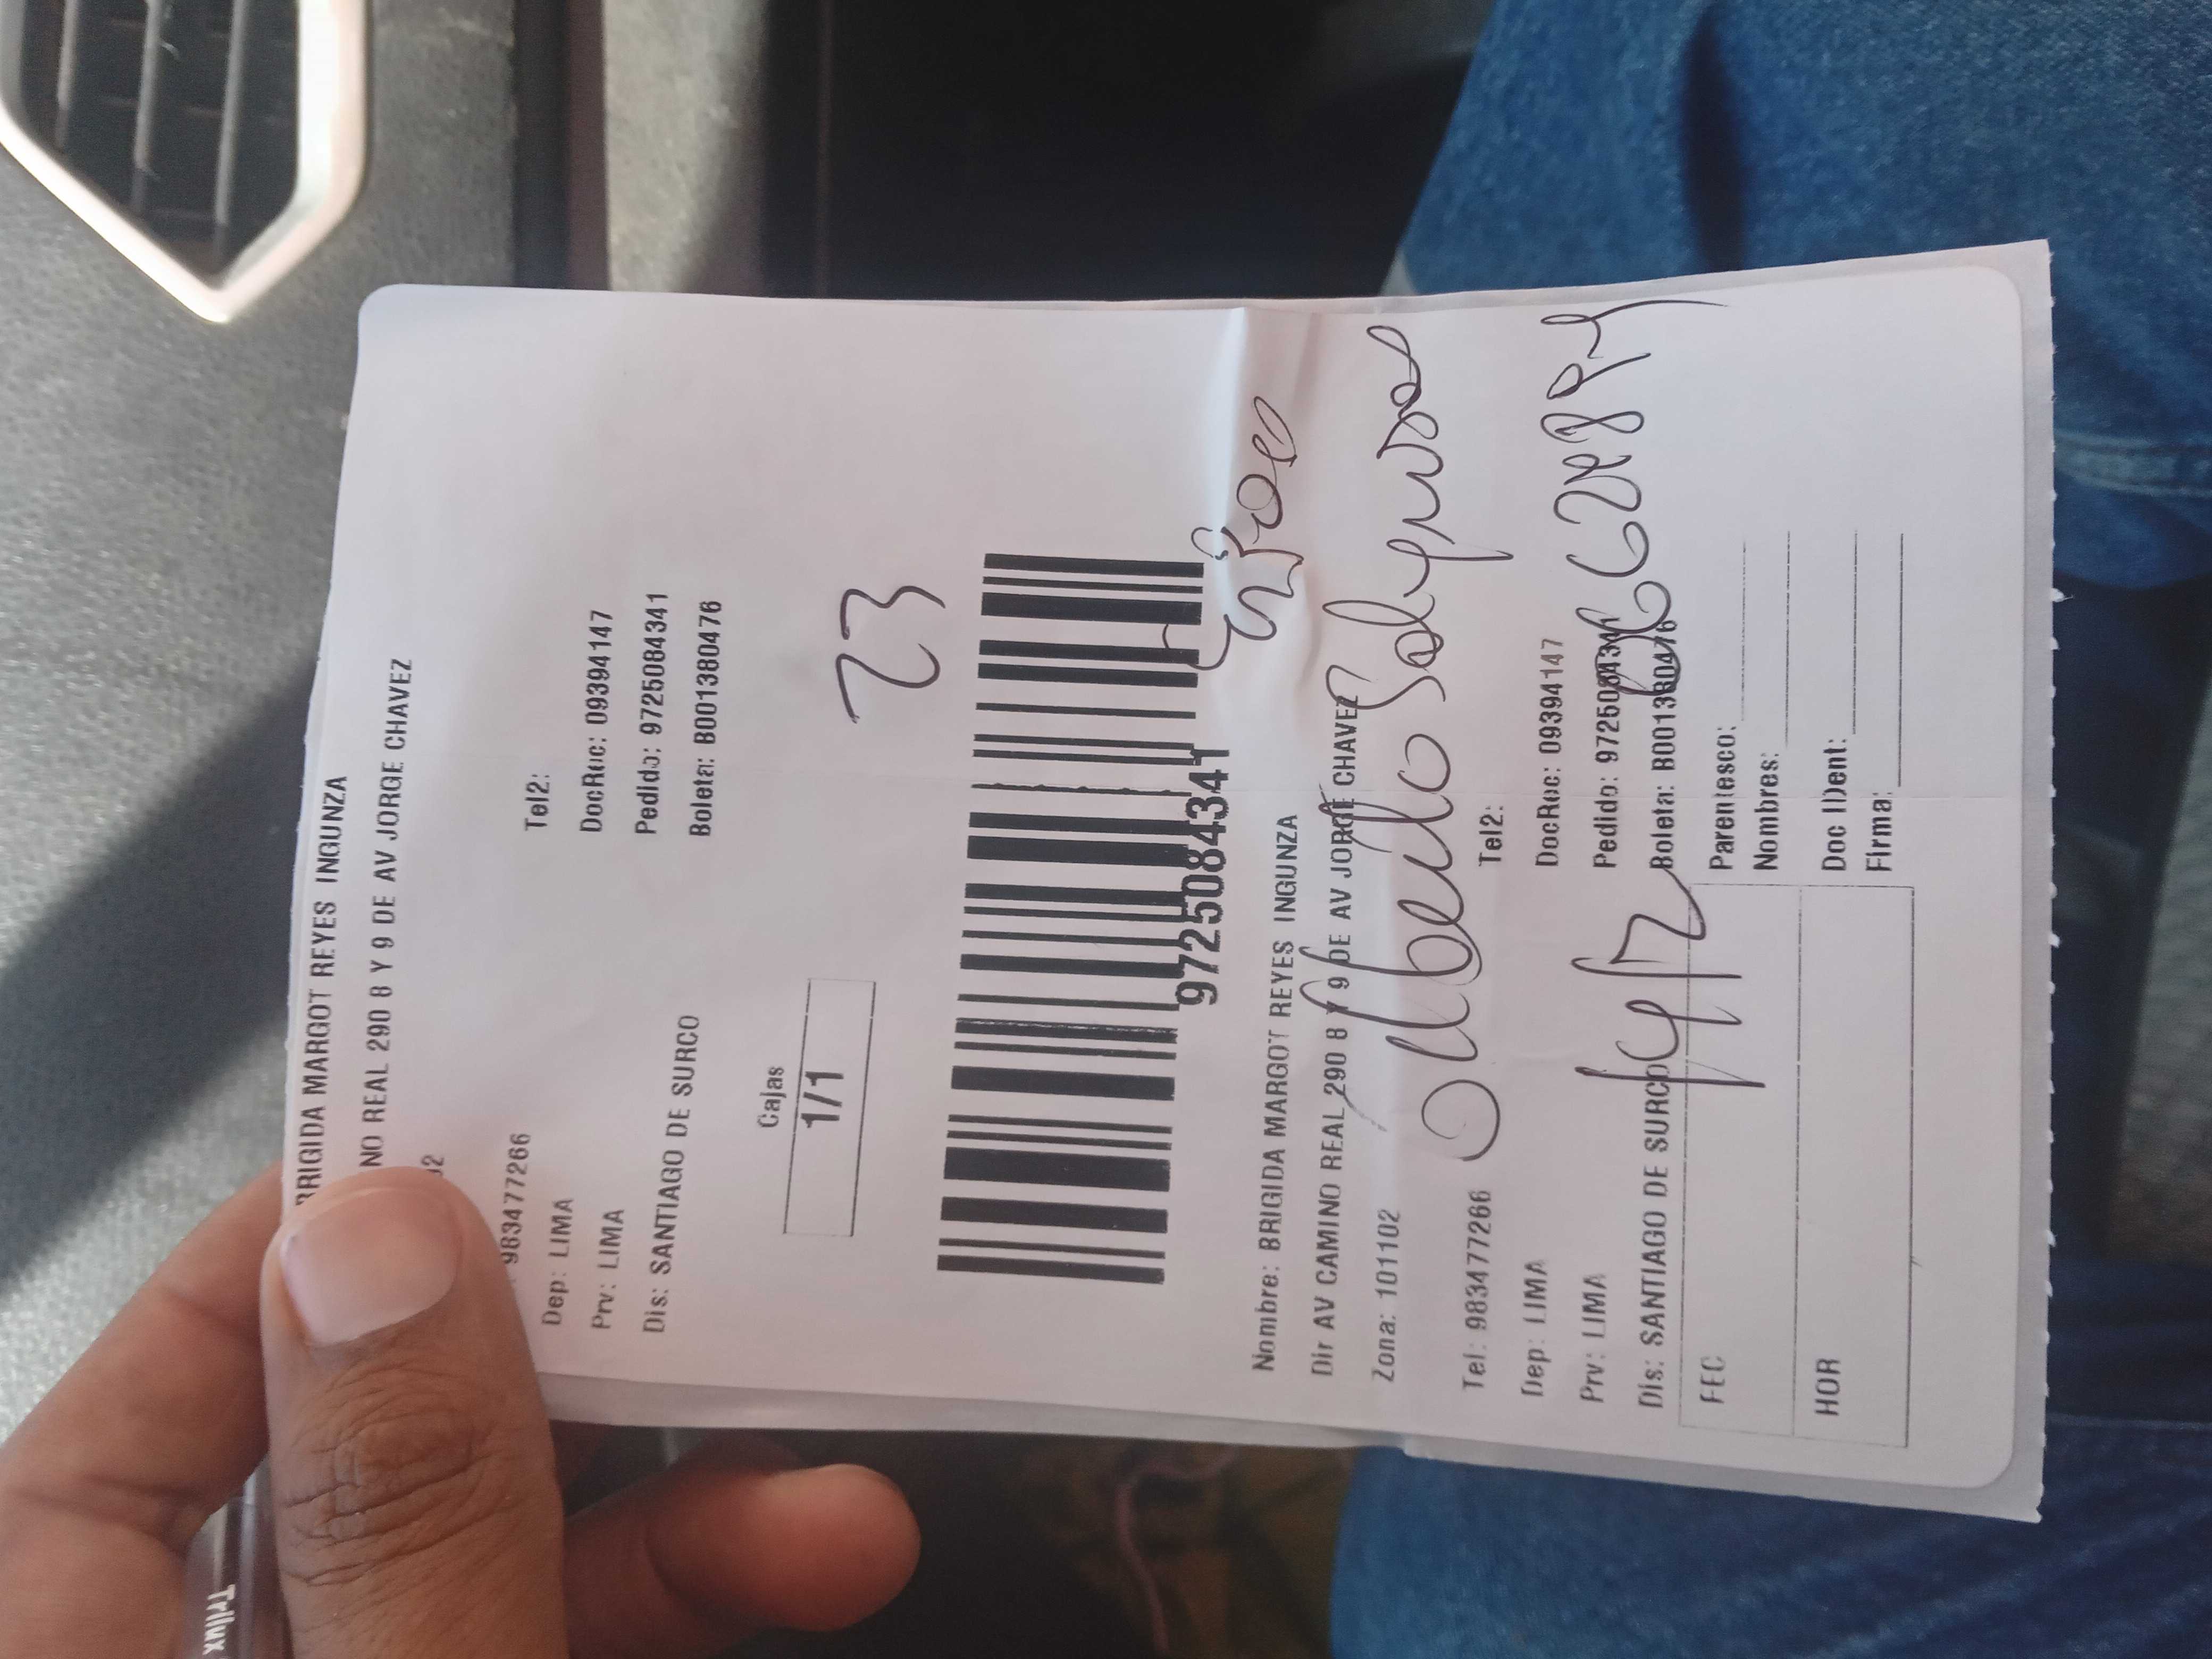 BRIGIDA MARGOT REYES INGUNZA
NO REAL 290 8 Y 9 DE AV JORGE CHAVEZ
02
983477266 Tel2:
Dep: LIMA DocRec: 09394147
Prv: LIMA Pedido: 9725084341
Dis: SANTIAGO DE SURCO Boleta: B001380476
Cajas
1/1
23
9725084341
Nombre: BRIGIDA MARGOT REYES INGUNZA
Dir AV CAMINO REAL 290 8 Y 9 DE AV JORGE CHAVEZ
Zona: 101102
Tel: 983477266 Tel2:
Dep: LIMA DocRec: 09394147
Prv: LIMA Pedido: 9725084341
Dis: SANTIAGO DE SURCO Boleta: B001380476
FEC Parentesco:
Nombres:
HOR Doc IDent:
Firma:
Trilux